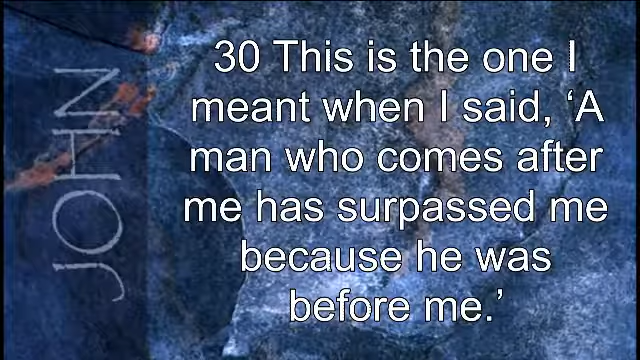 JOHN
30 This is the one I
meant when I said, ‘A
man who comes after
me has surpassed me
because he was
before me.’